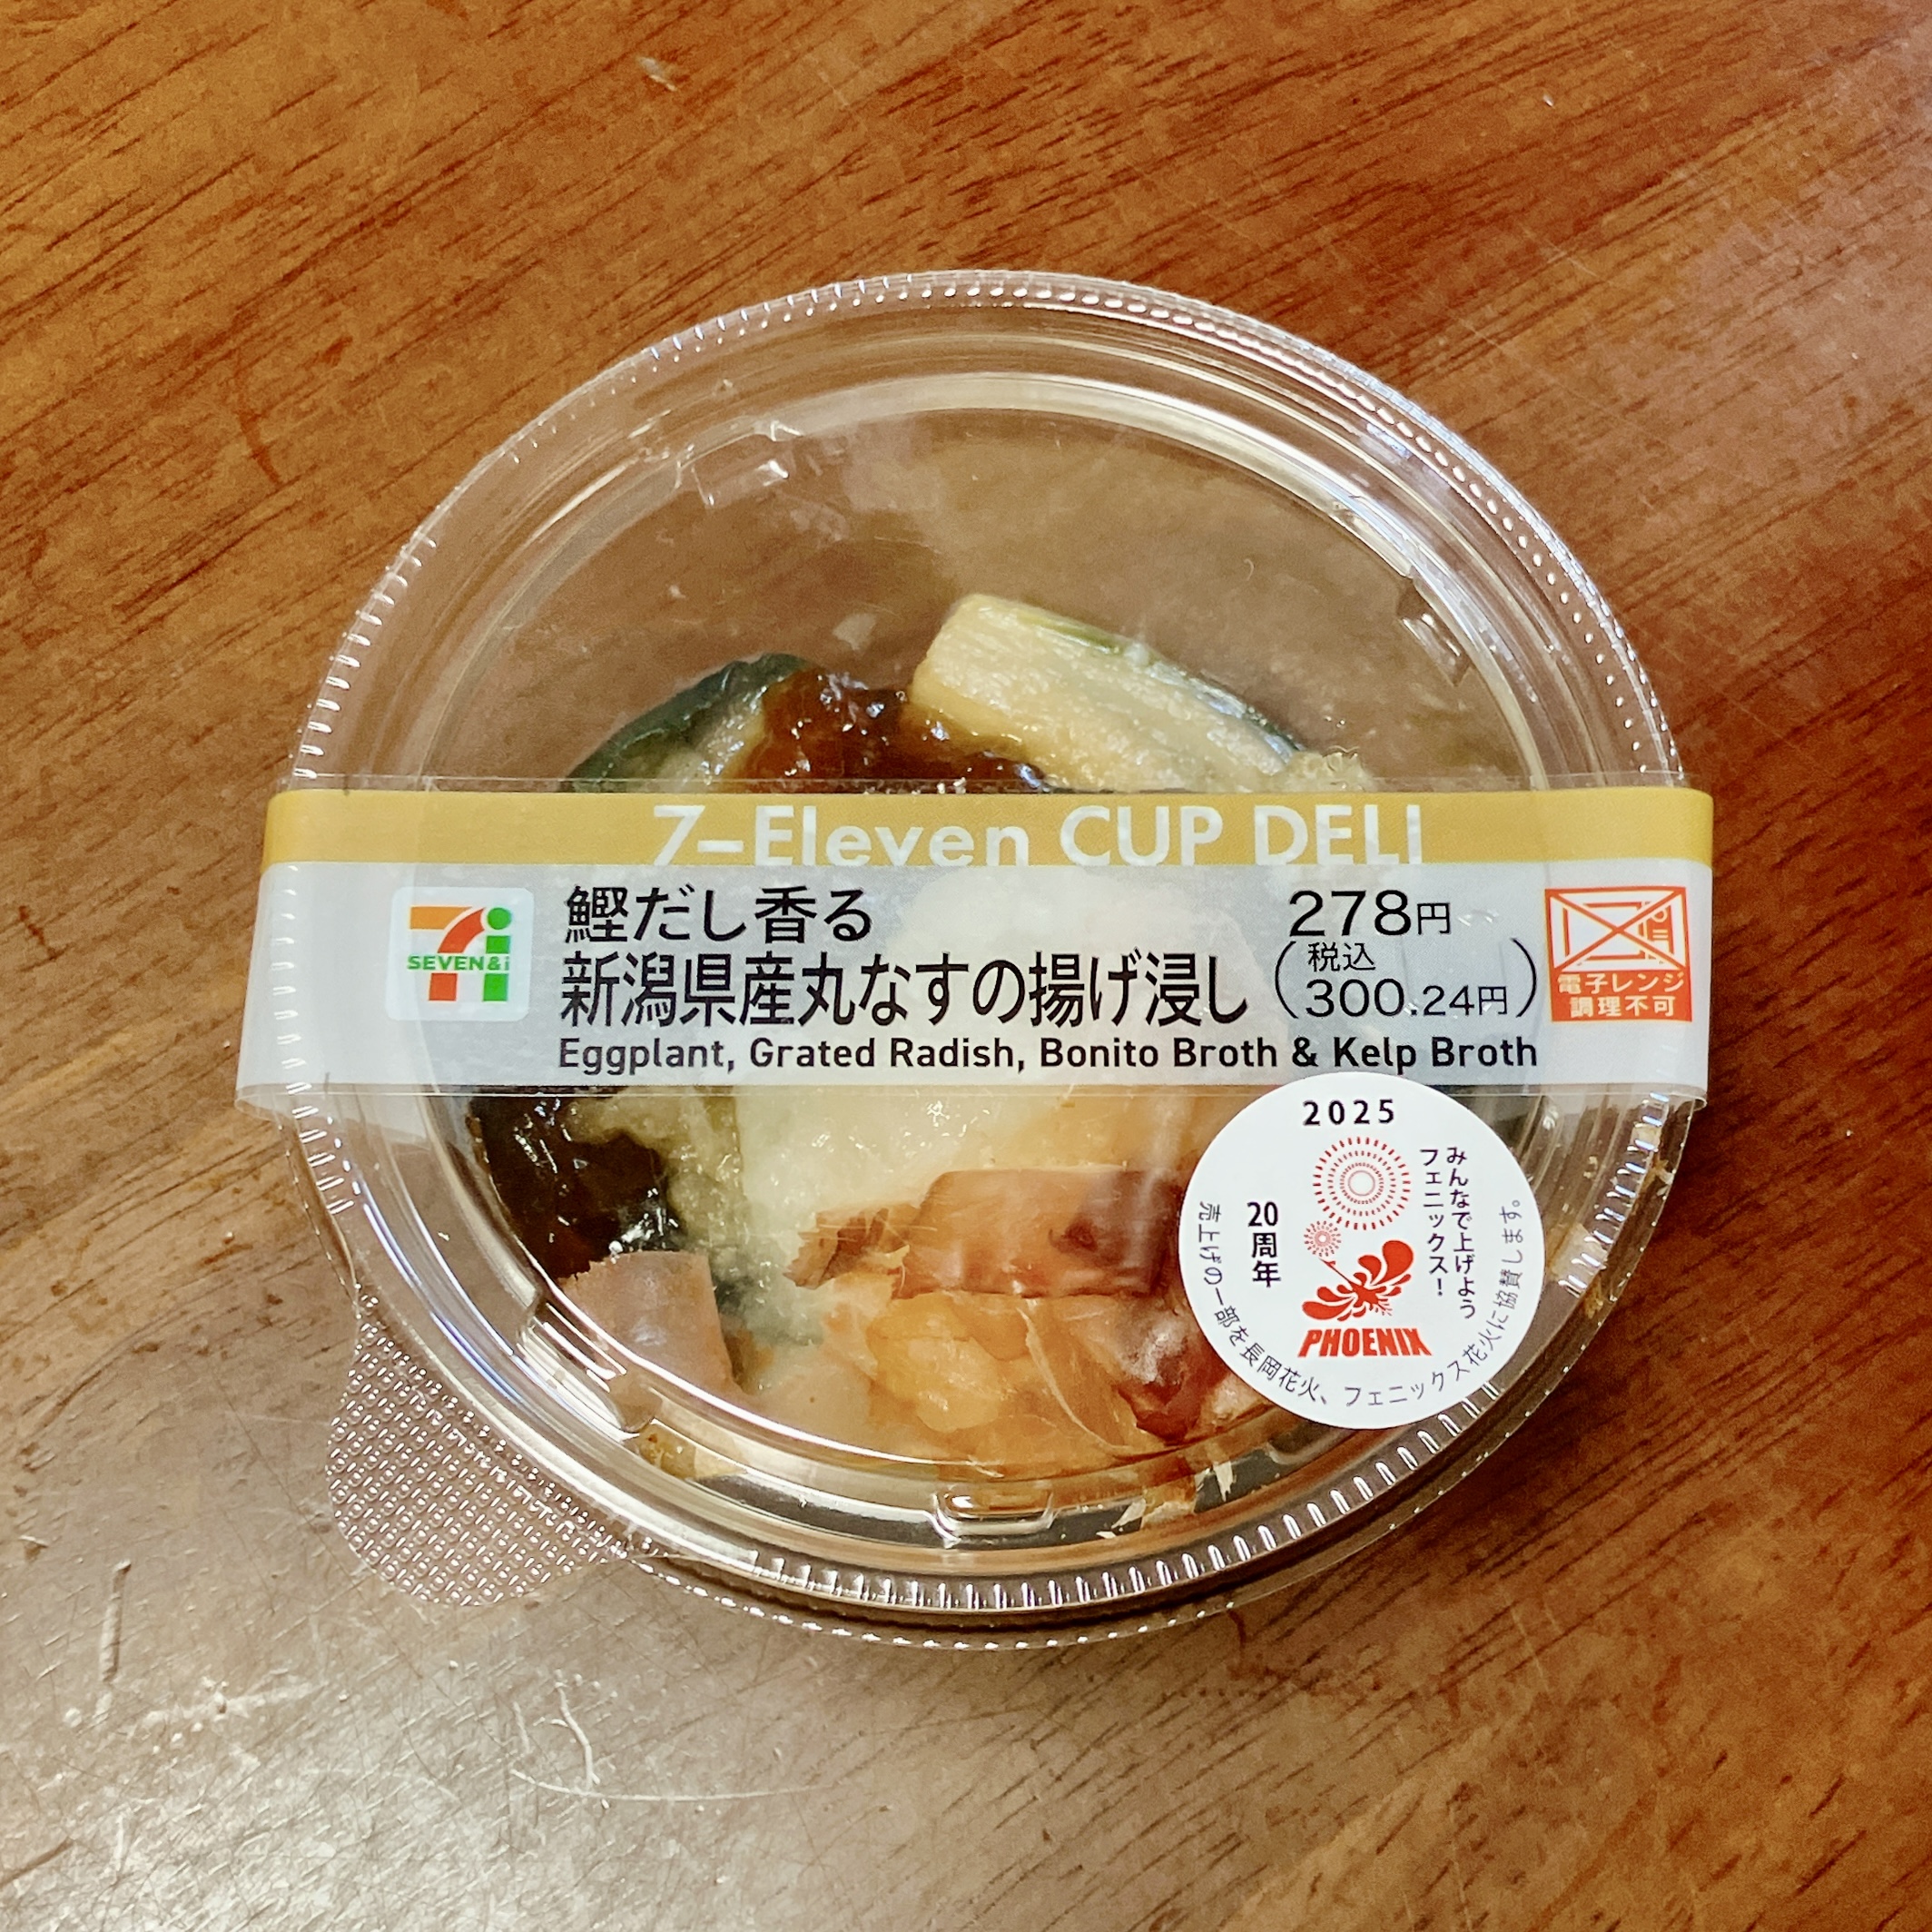 7-Eleven CUP DELI
SEVEN&i
鰹だし香る
新潟県産丸なすの揚げ浸し
Eggplant, Grated Radish, Bonito Broth & Kelp Broth
278円
(税込
300.24円)
電子レンジ
調理不可
2025
みんなで上げよう
フェニックス!
20周年
PHOENIX
売上げの一部を長岡花火、フェニックス花火に協賛します。